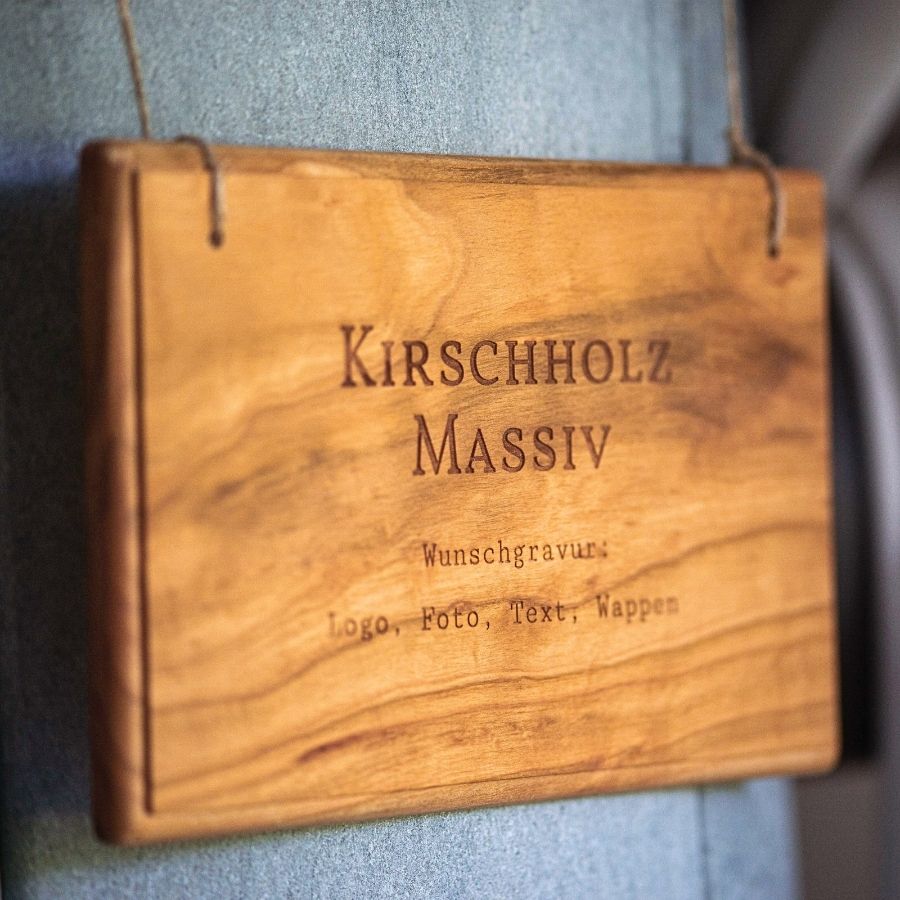 Kirschholz
Massiv
Wunschgravur:
Logo, Foto, Text, Wappen